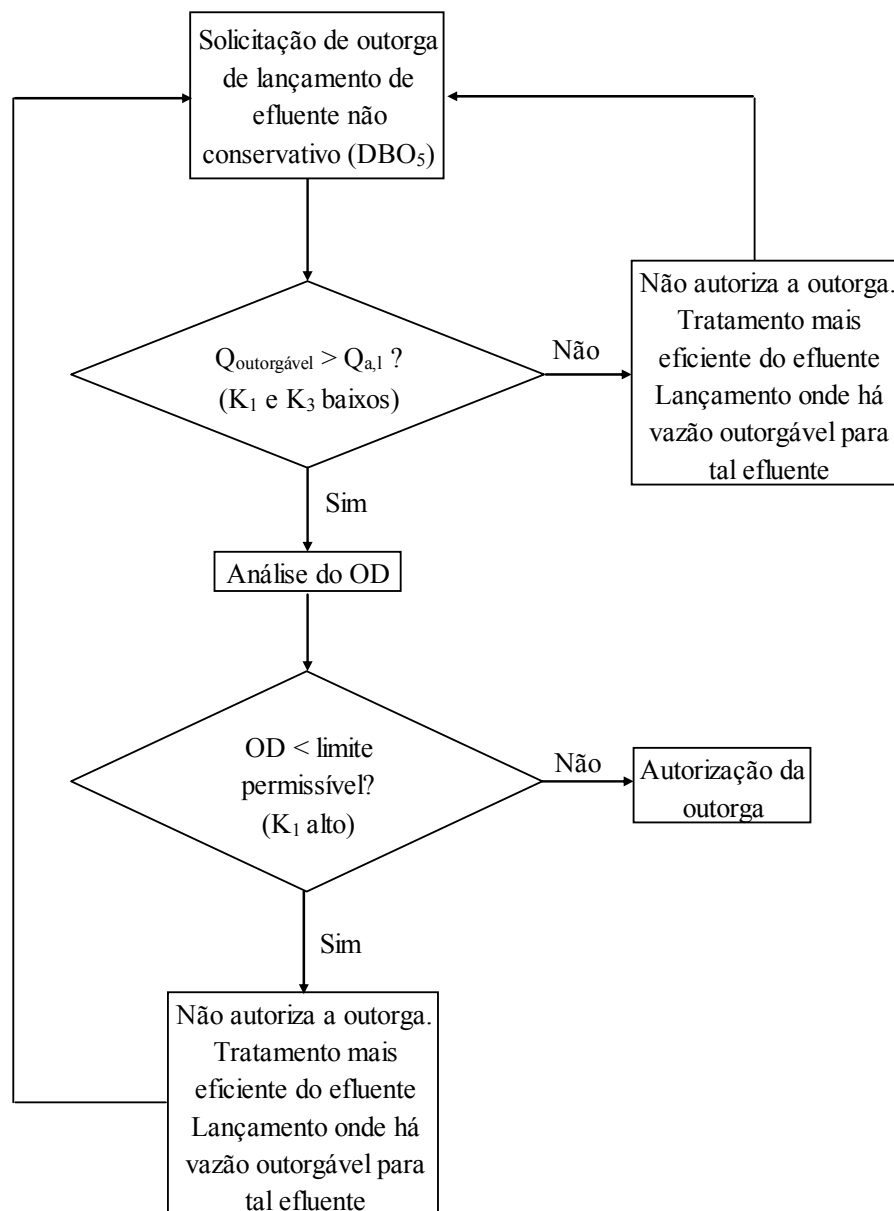 Solicitação de outorga
de lançamento de
efluente não
conservativo (DBO₅)
Não autoriza a outorga.
Tratamento mais
eficiente do efluente
Lançamento onde há
vazão outorgável para
tal efluente
Q_outorgável > Q_a,l ?
(K₁ e K₃ baixos)
Não
Sim
Análise do OD
OD < limite
permissível?
(K₁ alto)
Não
Autorização da
outorga
Sim
Não autoriza a outorga.
Tratamento mais
eficiente do efluente
Lançamento onde há
vazão outorgável para
tal efluente